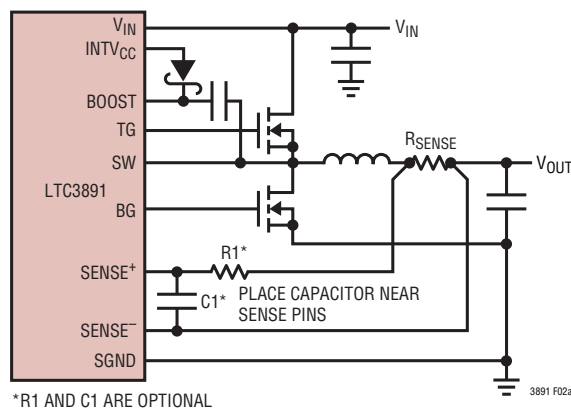 VIN
VIN
INTVCC
BOOST
TG
RSENSE
SW
VOUT
LTC3891
BG
R1*
SENSE+
C1*
PLACE CAPACITOR NEAR
SENSE PINS
SENSE–
SGND
3891 F02a
*R1 AND C1 ARE OPTIONAL